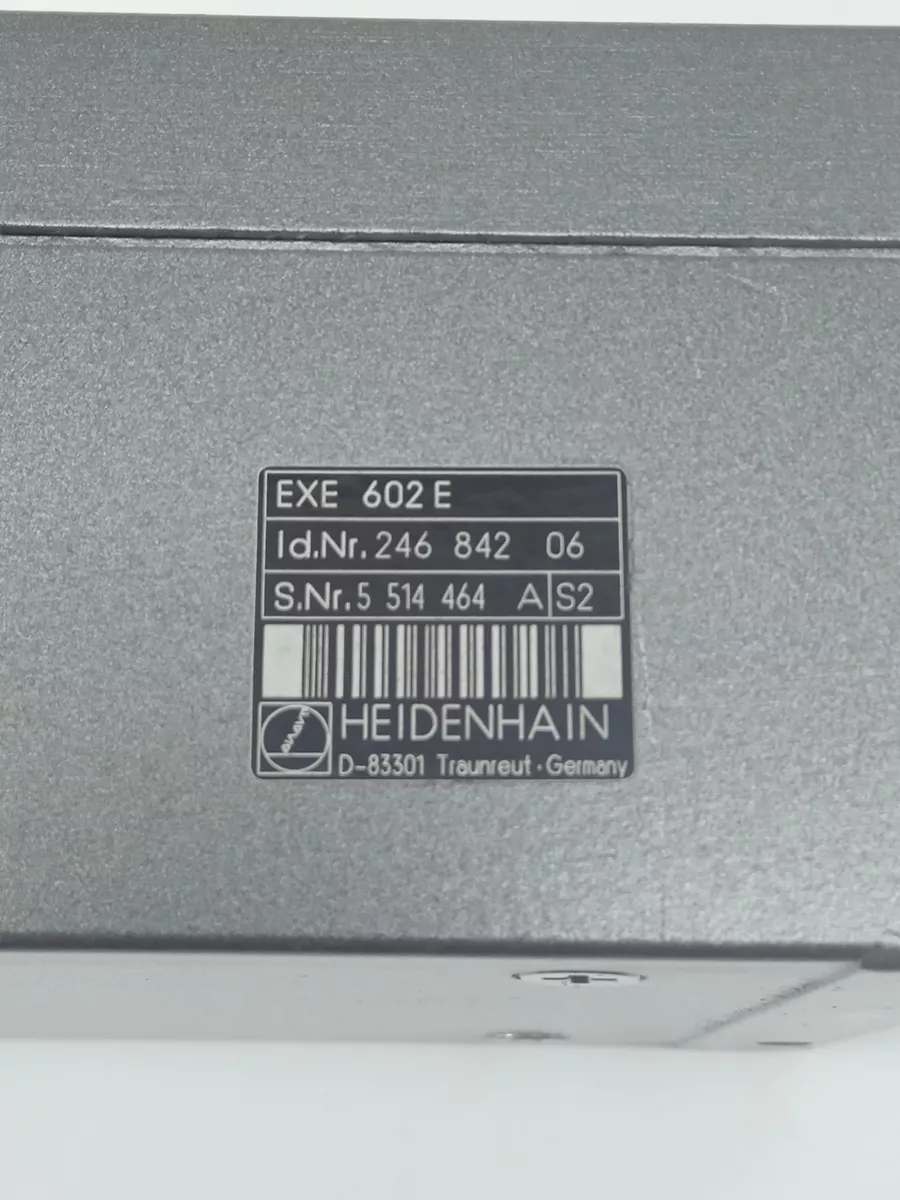 EXE 602 E
Id.Nr. 246 842 06
S.Nr. 5 514 464 A S2
HEIDENHAIN
D-83301 Traunreut · Germany